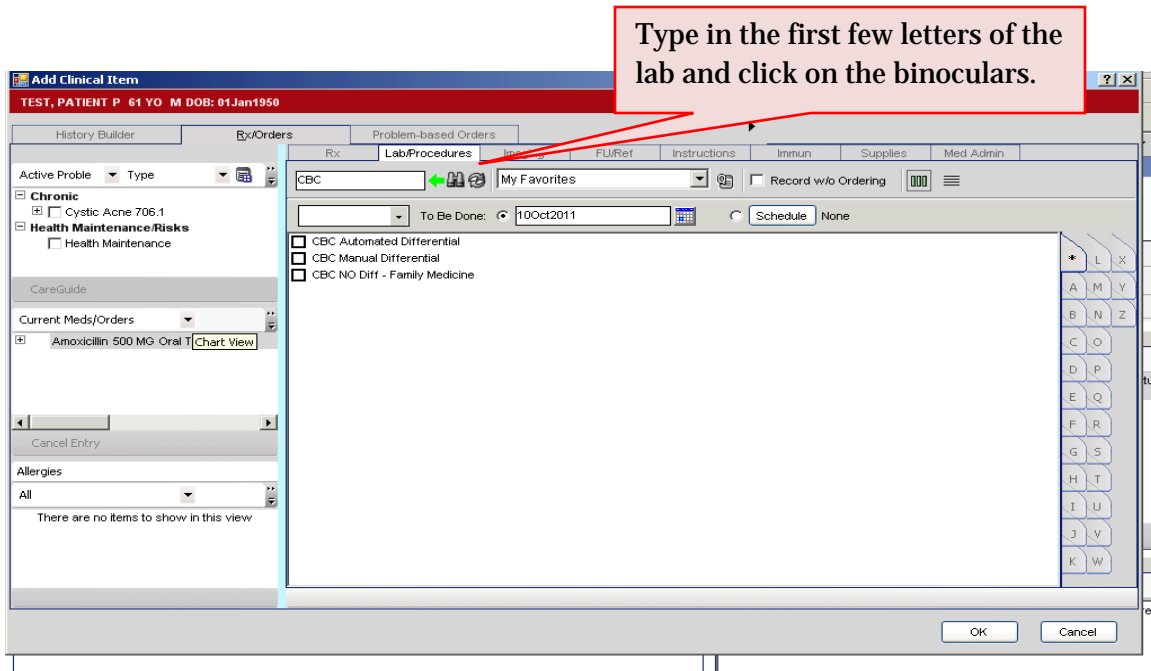 Type in the first few letters of the
lab and click on the binoculars.
Add Clinical Item
TEST, PATIENT P 61 YO M DOB: 01Jan1950
History Builder Rx/Orders Problem-based Orders
Rx Lab/Procedures FU/Ref Instructions Immun Supplies Med Admin
Active Proble Type
CBC My Favorites Record w/o Ordering
Chronic
Cystic Acne 706.1
Health Maintenance/Risks
Health Maintenance
To Be Done: 10Oct2011 Schedule None
CBC Automated Differential
CBC Manual Differential
CBC NO Diff - Family Medicine
CareGuide
Current Meds/Orders
Amoxicillin 500 MG Oral T Chart View
Cancel Entry
Allergies
All
There are no items to show in this view
* L X
A M Y
B N Z
C O
D P
E Q
F R
G S
H T
I U
J V
K W
OK Cancel